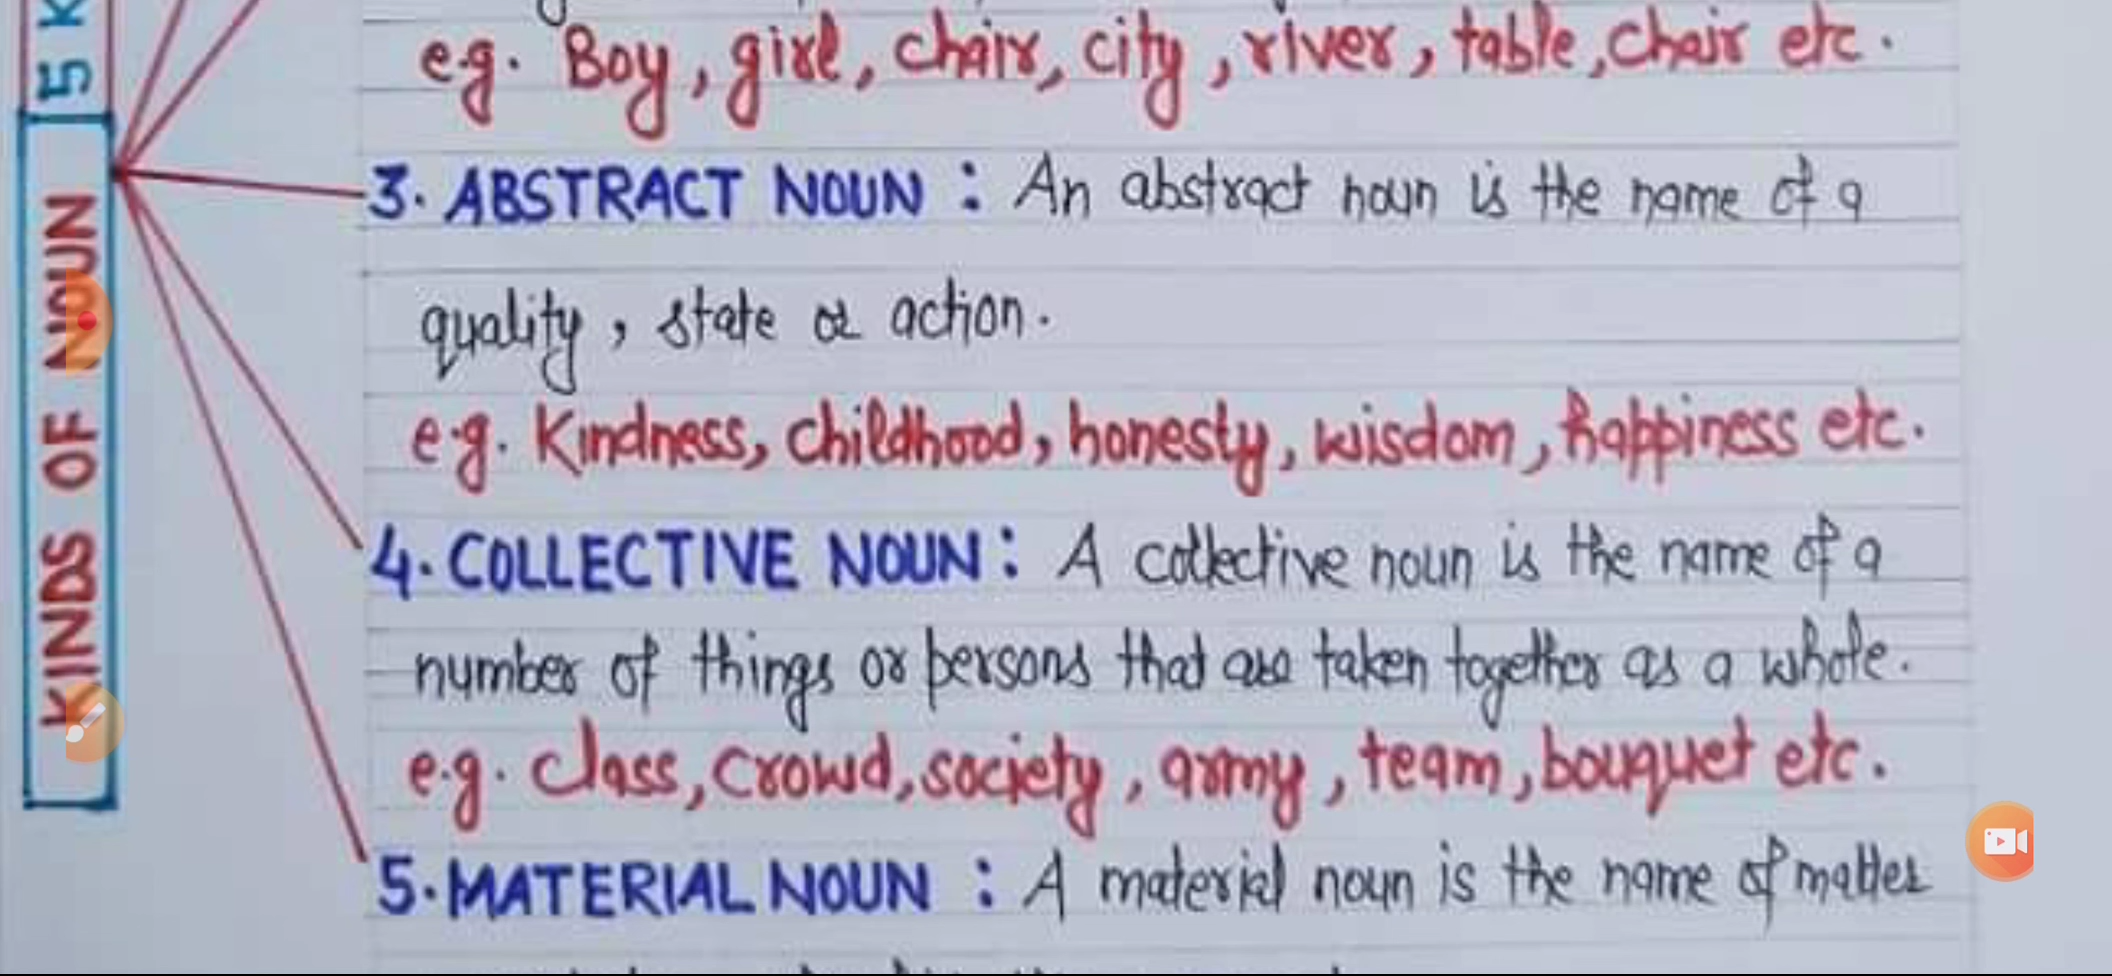 5 K
KINDS OF NOUN
e.g. Boy, girl, chair, city, river, table, chair etc.
3. ABSTRACT NOUN : An abstract noun is the name of a
quality, state or action.
e.g. Kindness, childhood, honesty, wisdom, happiness etc.
4. COLLECTIVE NOUN : A collective noun is the name of a
number of things or persons that are taken together as a whole.
e.g. class, crowd, society, army, team, bouquet etc.
5. MATERIAL NOUN : A material noun is the name of matter